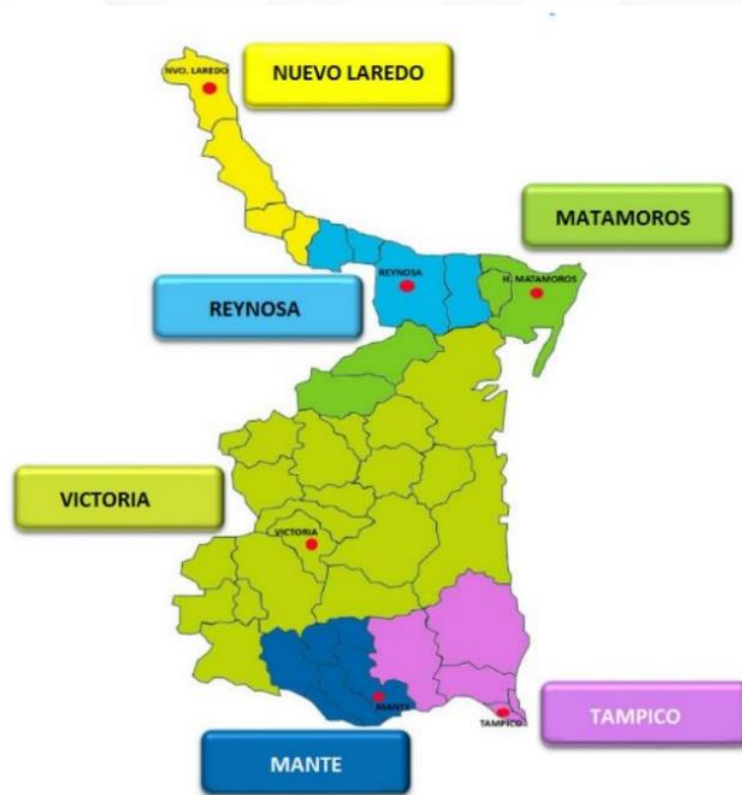 NVO. LAREDO
NUEVO LAREDO
MATAMOROS
REYNOSA
H. MATAMOROS
REYNOSA
VICTORIA
VICTORIA
MANTE
TAMPICO
TAMPICO
MANTE